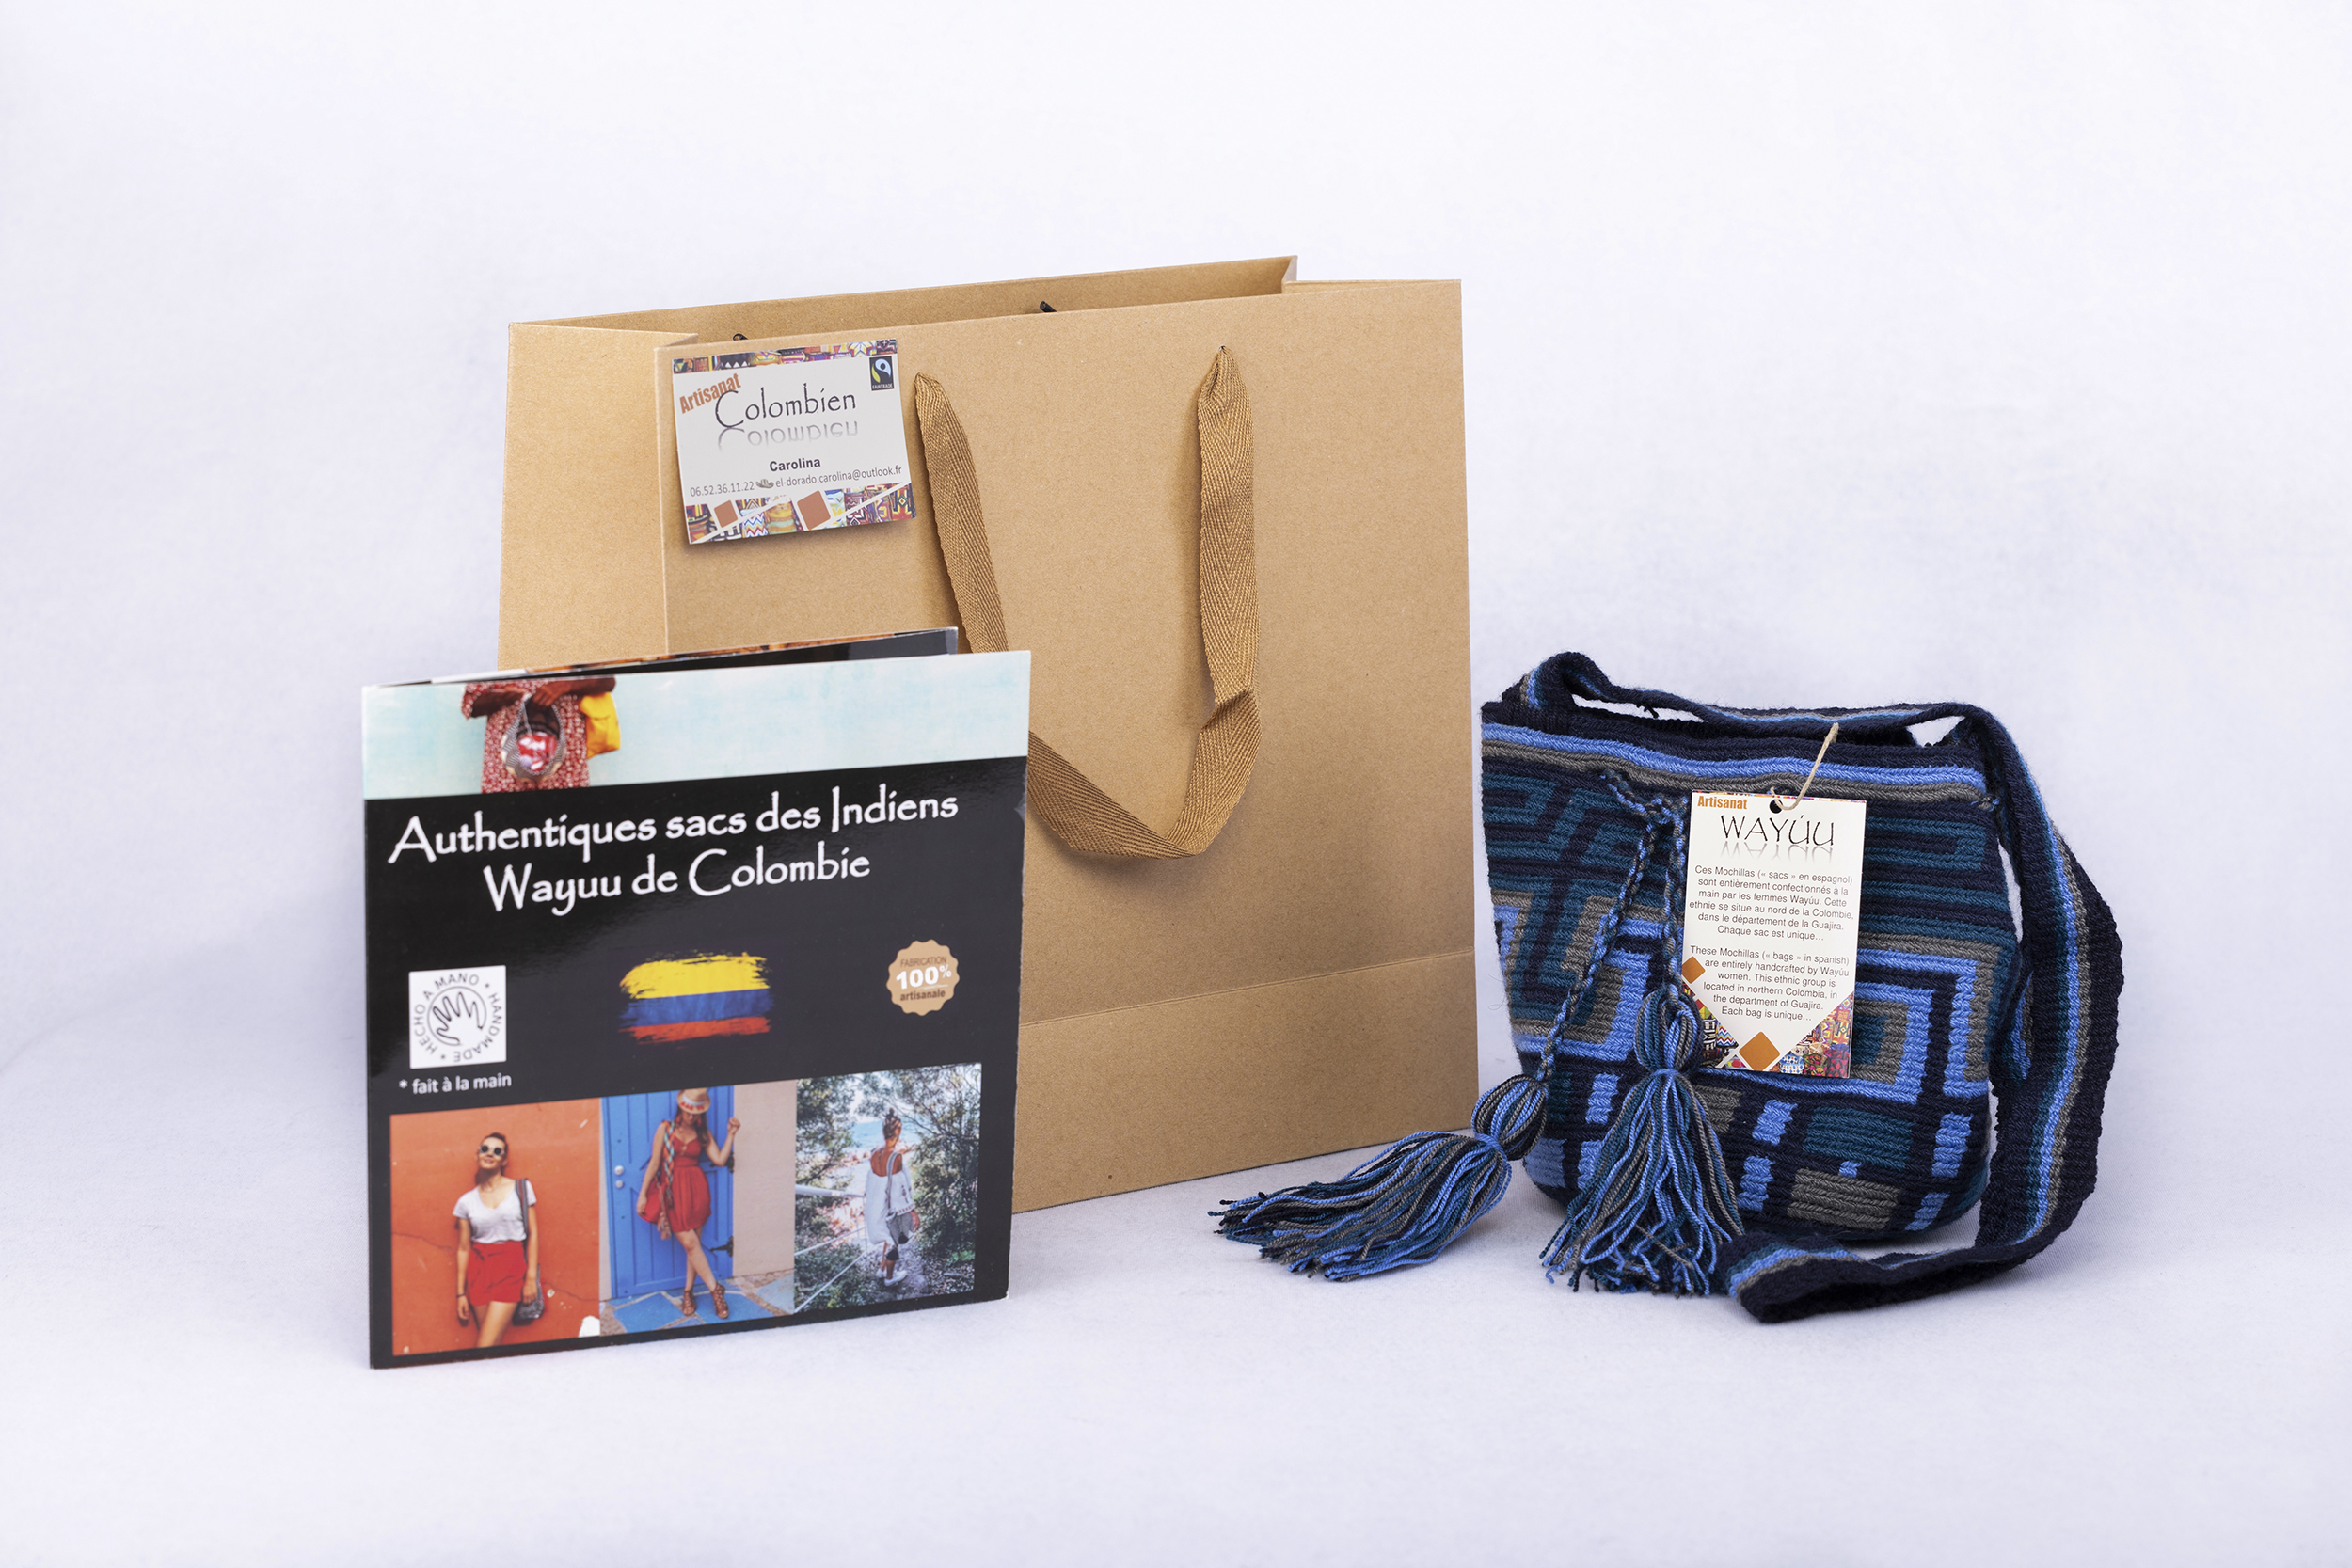 Artisanat
Colombien
Carolina
06.52.36.11.22 el-dorado.carolina@outlook.fr
FAIRTRADE
Authentiques sacs des Indiens
Wayuu de Colombie
HECHO A MANO * HANDMADE *
* fait à la main
FABRICATION
100%
artisanale
Artisanat
WAYÚU
Ces Mochillas (« sacs » en espagnol)
sont entièrement confectionnés à la
main par les femmes Wayúu. Cette
ethnie se situe au nord de la Colombie,
dans le département de la Guajira.
Chaque sac est unique...
These Mochillas (« bags » in spanish)
are entirely handcrafted by Wayúu
women. This ethnic group is
located in northern Colombia, in
the department of Guajira.
Each bag is unique...